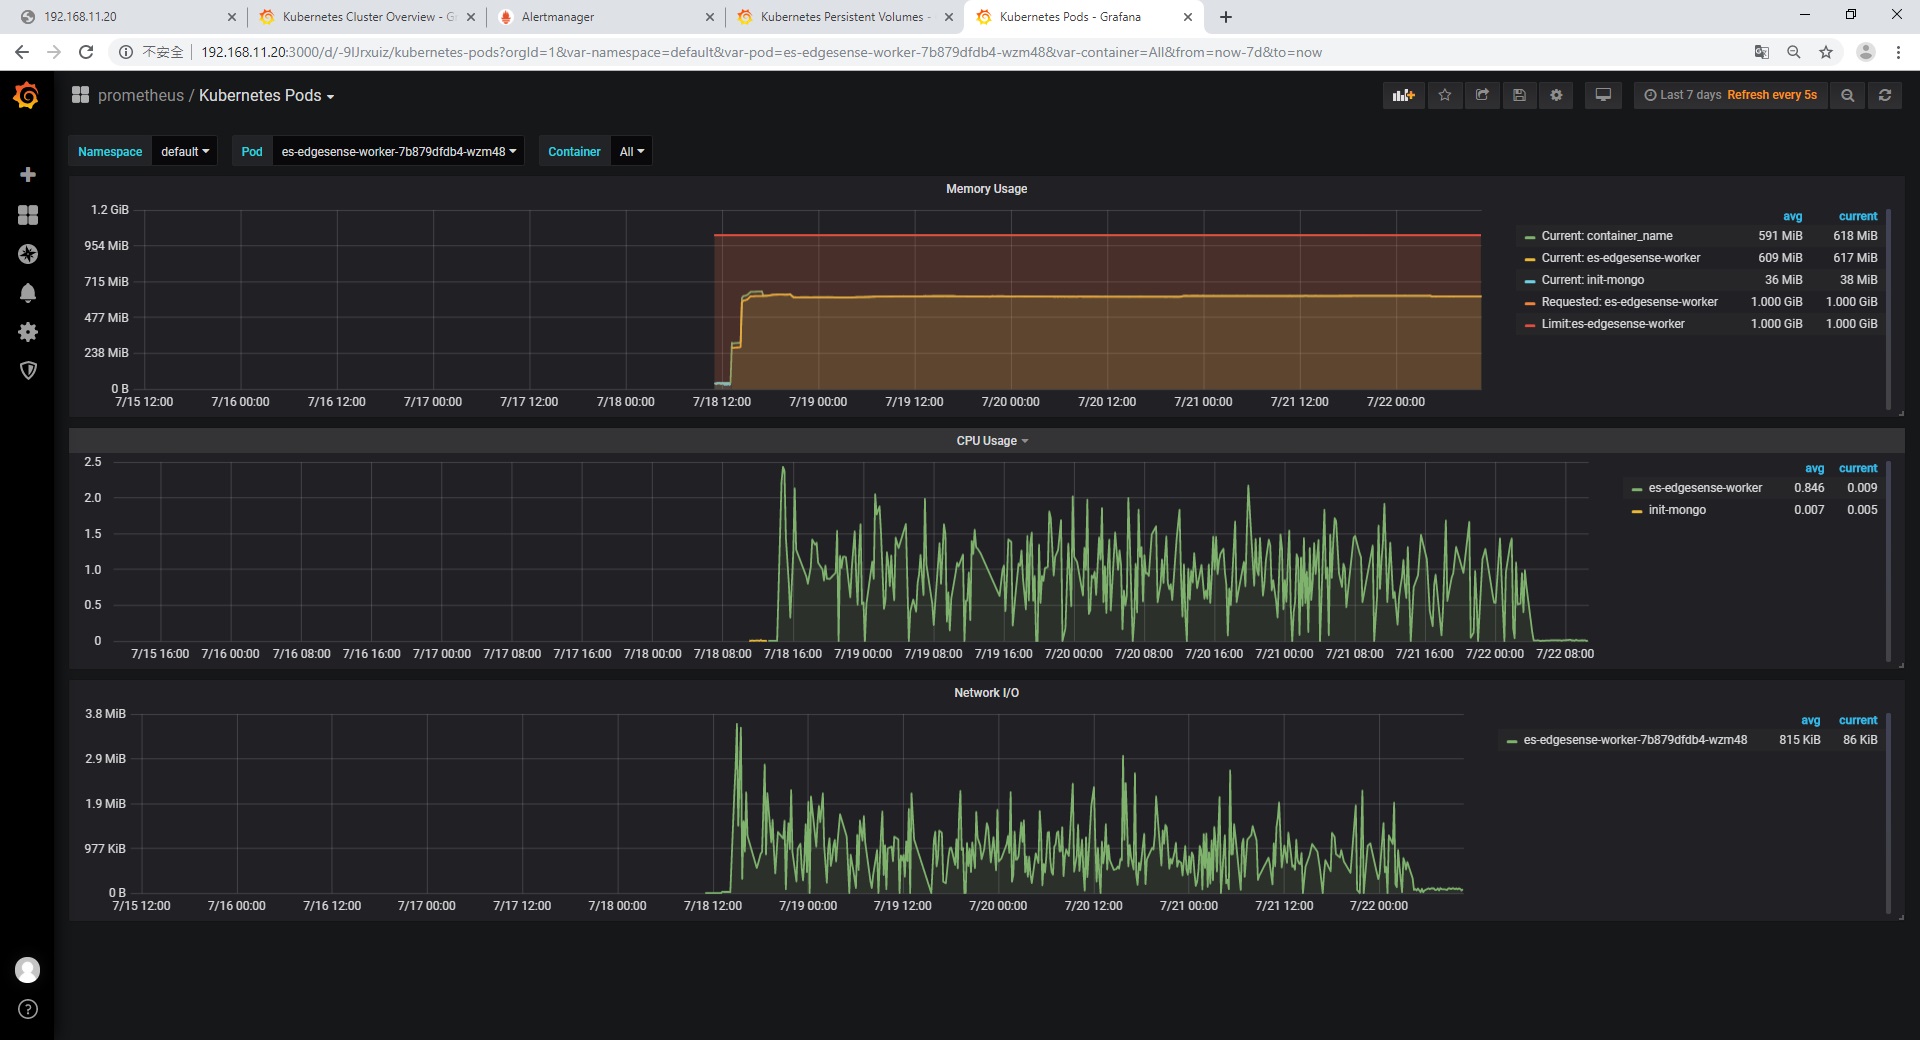 192.168.11.20
Kubernetes Cluster Overview - G
Alertmanager
Kubernetes Persistent Volumes -
Kubernetes Pods - Grafana
不安全 192.168.11.20:3000/d/-9IJrxuiz/kubernetes-pods?orgId=1&var-namespace=default&var-pod=es-edgesense-worker-7b879dfdb4-wzm48&var-container=All&from=now-7d&to=now
prometheus / Kubernetes Pods
Last 7 days Refresh every 5s
Namespace default Pod es-edgesense-worker-7b879dfdb4-wzm48 Container All
Memory Usage
1.2 GiB
954 MiB
715 MiB
477 MiB
238 MiB
0 B
7/15 12:00 7/16 00:00 7/16 12:00 7/17 00:00 7/17 12:00 7/18 00:00 7/18 12:00 7/19 00:00 7/19 12:00 7/20 00:00 7/20 12:00 7/21 00:00 7/21 12:00 7/22 00:00
avg current
Current: container_name 591 MiB 618 MiB
Current: es-edgesense-worker 609 MiB 617 MiB
Current: init-mongo 36 MiB 38 MiB
Requested: es-edgesense-worker 1.000 GiB 1.000 GiB
Limit:es-edgesense-worker 1.000 GiB 1.000 GiB
CPU Usage
2.5
2.0
1.5
1.0
0.5
0
7/15 16:00 7/16 00:00 7/16 08:00 7/16 16:00 7/17 00:00 7/17 08:00 7/17 16:00 7/18 00:00 7/18 08:00 7/18 16:00 7/19 00:00 7/19 08:00 7/19 16:00 7/20 00:00 7/20 08:00 7/20 16:00 7/21 00:00 7/21 08:00 7/21 16:00 7/22 00:00 7/22 08:00
avg current
es-edgesense-worker 0.846 0.009
init-mongo 0.007 0.005
Network I/O
3.8 MiB
2.9 MiB
1.9 MiB
977 KiB
0 B
7/15 12:00 7/16 00:00 7/16 12:00 7/17 00:00 7/17 12:00 7/18 00:00 7/18 12:00 7/19 00:00 7/19 12:00 7/20 00:00 7/20 12:00 7/21 00:00 7/21 12:00 7/22 00:00
avg current
es-edgesense-worker-7b879dfdb4-wzm48 815 KiB 86 KiB